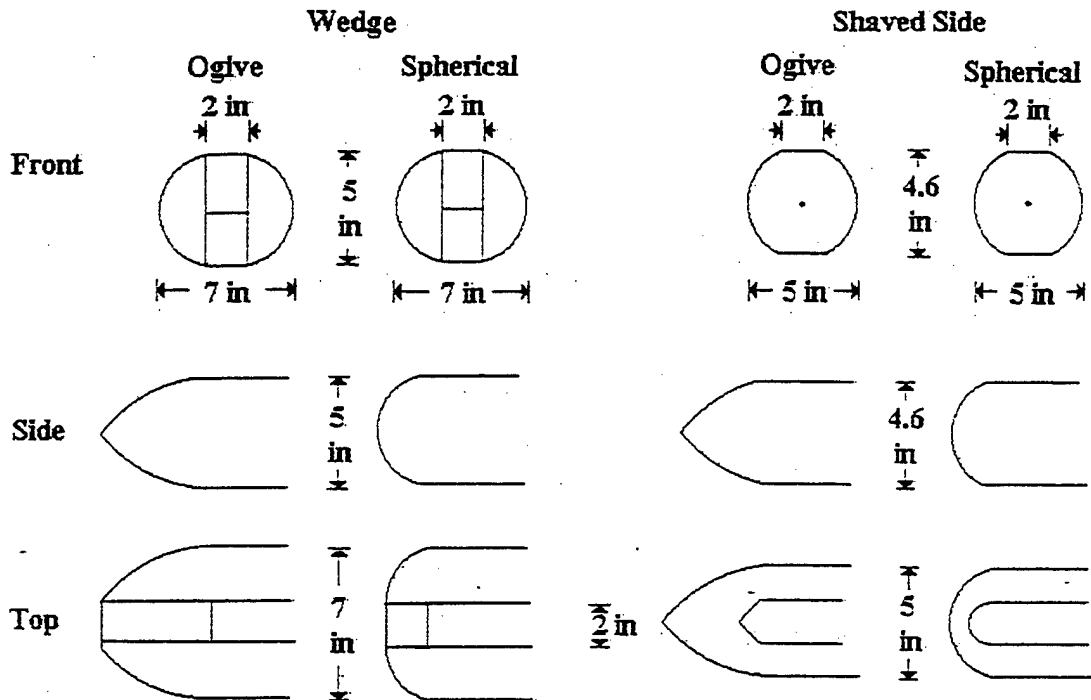 Wedge Shaved Side
Ogive Spherical Ogive Spherical
2 in 2 in 2 in 2 in
Front 5 in 4.6 in
7 in 7 in 5 in 5 in
Side 5 in 4.6 in
Top 7 in 2 in 5 in